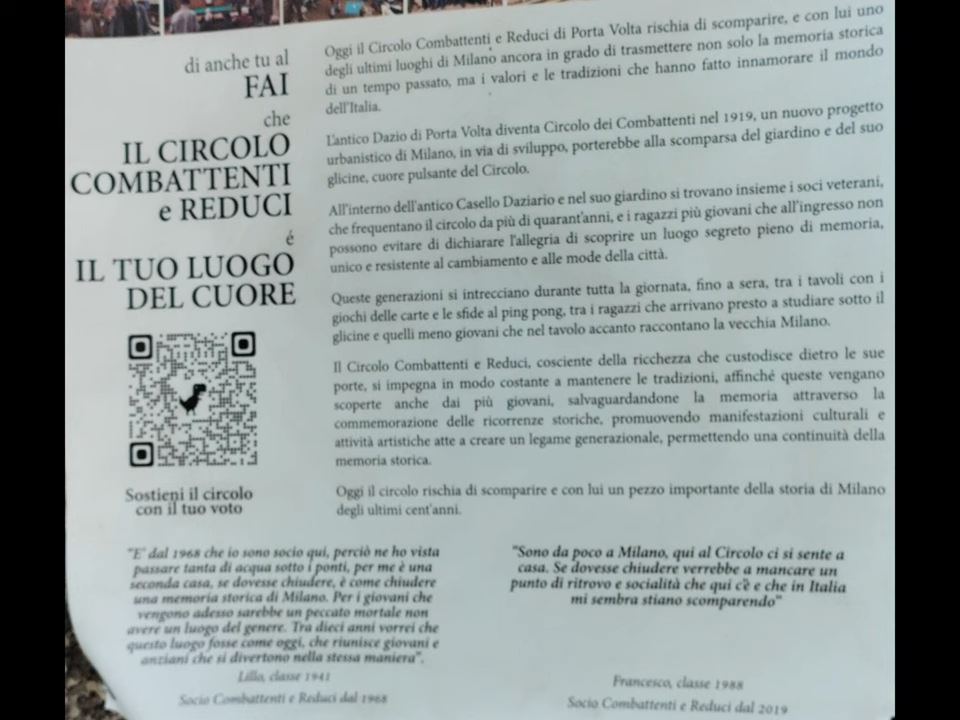 di anche tu al
FAI
che
IL CIRCOLO
COMBATTENTI
e REDUCI
é
IL TUO LUOGO
DEL CUORE
Sostieni il circolo
con il tuo voto
Oggi il Circolo Combattenti e Reduci di Porta Volta rischia di scomparire, e con lui uno
degli ultimi luoghi di Milano ancora in grado di trasmettere non solo la memoria storica
di un tempo passato, ma i valori e le tradizioni che hanno fatto innamorare il mondo
dell'Italia.
L'antico Dazio di Porta Volta diventa Circolo dei Combattenti nel 1919, un nuovo progetto
urbanistico di Milano, in via di sviluppo, porterebbe alla scomparsa del giardino e del suo
glicine, cuore pulsante del Circolo.
All'interno dell'antico Casello Daziario e nel suo giardino si trovano insieme i soci veterani,
che frequentano il circolo da più di quarant'anni, e i ragazzi più giovani che all'ingresso non
possono evitare di dichiarare l'allegria di scoprire un luogo segreto pieno di memoria,
unico e resistente al cambiamento e alle mode della città.
Queste generazioni si intrecciano durante tutta la giornata, fino a sera, tra i tavoli con i
giochi delle carte e le sfide al ping pong, tra i ragazzi che arrivano presto a studiare sotto il
glicine e quelli meno giovani che nel tavolo accanto raccontano la vecchia Milano.
Il Circolo Combattenti e Reduci, cosciente della ricchezza che custodisce dietro le sue
porte, si impegna in modo costante a mantenere le tradizioni, affinché queste vengano
scoperte anche dai più giovani, salvaguardandone la memoria attraverso la
commemorazione delle ricorrenze storiche, promuovendo manifestazioni culturali e
attività artistiche atte a creare un legame generazionale, permettendo una continuità della
memoria storica.
Oggi il circolo rischia di scomparire e con lui un pezzo importante della storia di Milano
degli ultimi cent'anni.
"E' dal 1968 che io sono socio qui, perciò ne ho vista
passare tanta di acqua sotto i ponti, per me è una
seconda casa, se dovesse chiudere, è come chiudere
una memoria storica di Milano. Per i giovani che
vengono adesso sarebbe un peccato mortale non
avere un luogo del genere. Tra dieci anni vorrei che
questo luogo fosse come oggi, che riunisce giovani e
anziani che si divertono nella stessa maniera".
Lillo, classe 1941
Socio Combattenti e Reduci dal 1968
"Sono da poco a Milano, qui al Circolo ci si sente a
casa. Se dovesse chiudere verrebbe a mancare un
punto di ritrovo e socialità che qui c'è e che in Italia
mi sembra stiano scomparendo"
Francesco, classe 1988
Socio Combattenti e Reduci dal 2019